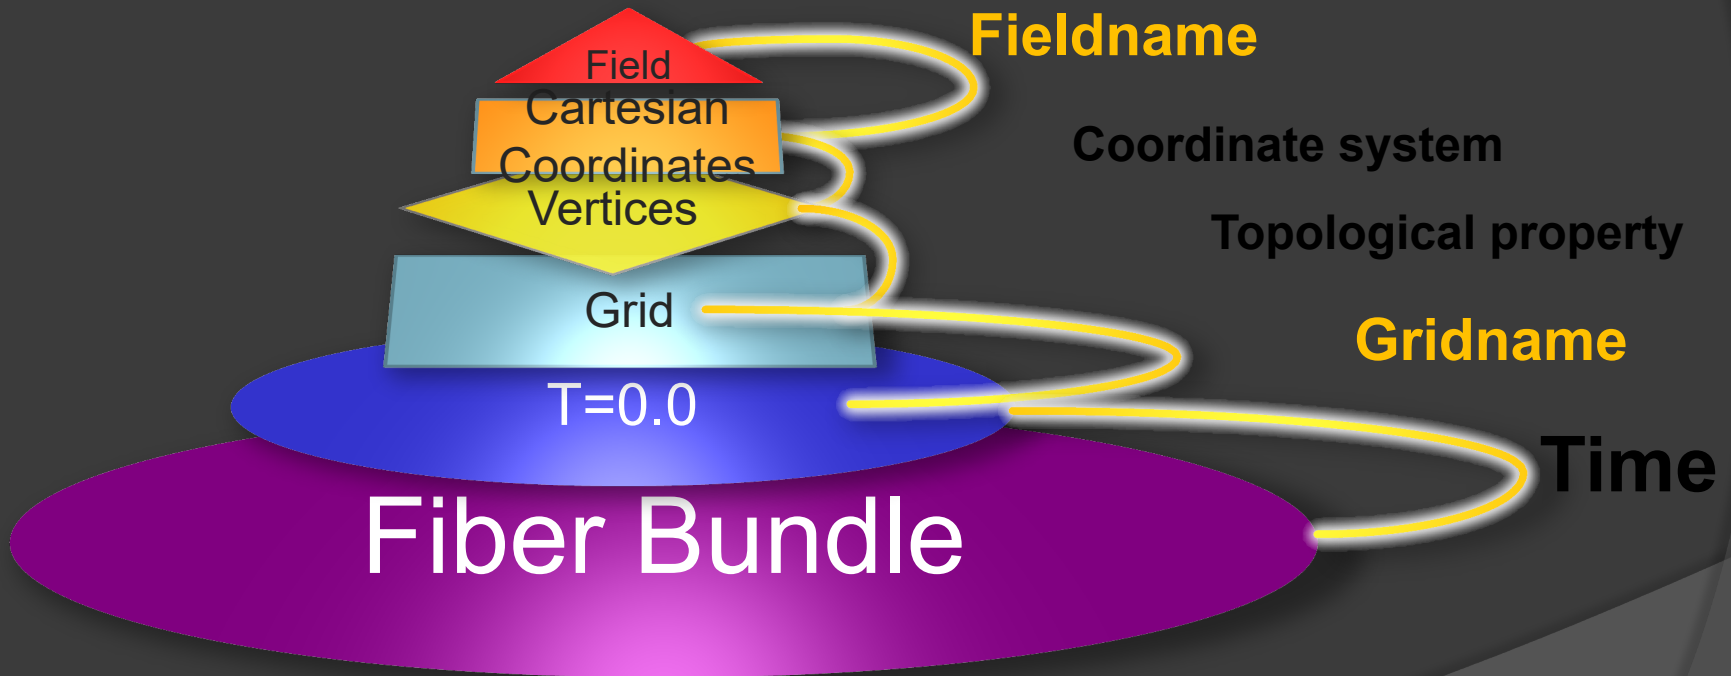 Fieldname
Field
Cartesian
Coordinates
Coordinate system
Vertices
Topological property
Grid
Gridname
T=0.0
Time
Fiber Bundle